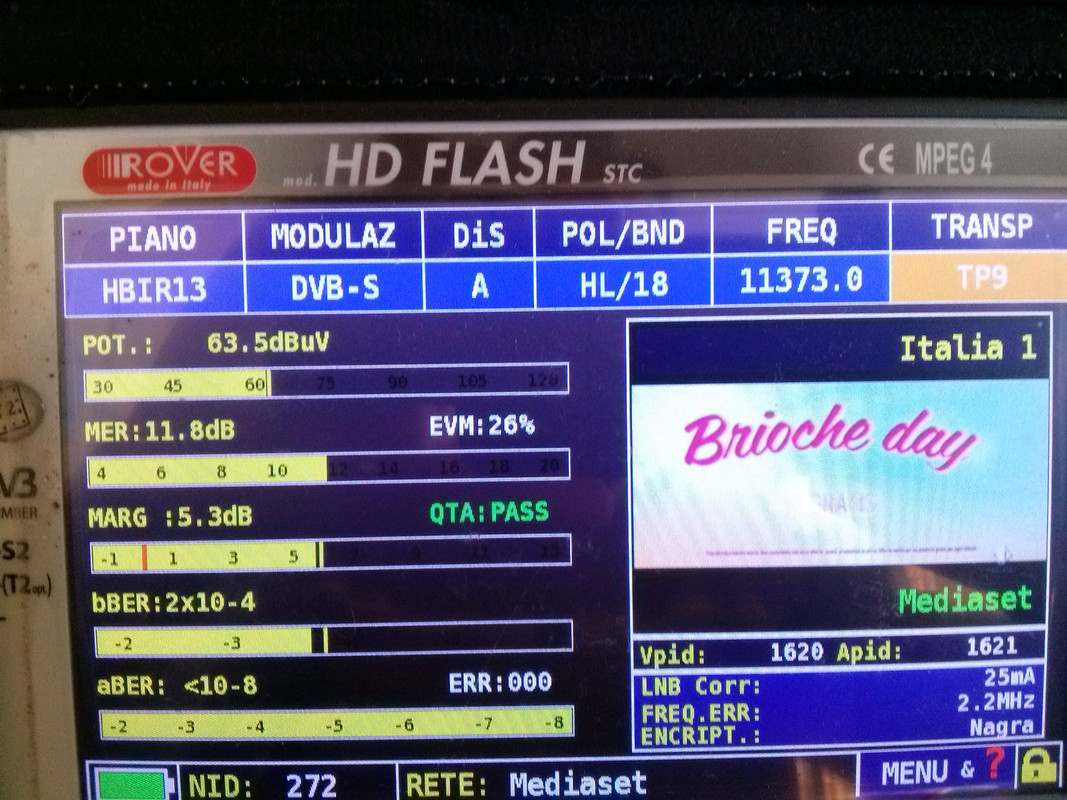 ROVER
made in Italy
mod. HD FLASH STC
CE MPEG 4
PIANO MODULAZ DiS POL/BND FREQ TRANSP
HBIR13 DVB-S A HL/18 11373.0 TP9
POT.: 63.5dBuV
30 45 60 75 90 105 120
MER:11.8dB EVM:26%
4 6 8 10 12 14 16 18 20
MARG :5.3dB QTA:PASS
-1 1 3 5 7 9 11 13
bBER:2x10-4
-2 -3
aBER: <10-8 ERR:000
-2 -3 -4 -5 -6 -7 -8
Italia 1
Brioche day
Mediaset
Vpid: 1620 Apid: 1621
LNB Corr: 25mA
FREQ.ERR: 2.2MHz
ENCRIPT.: Nagra
NID: 272 RETE: Mediaset MENU & ?
-S2